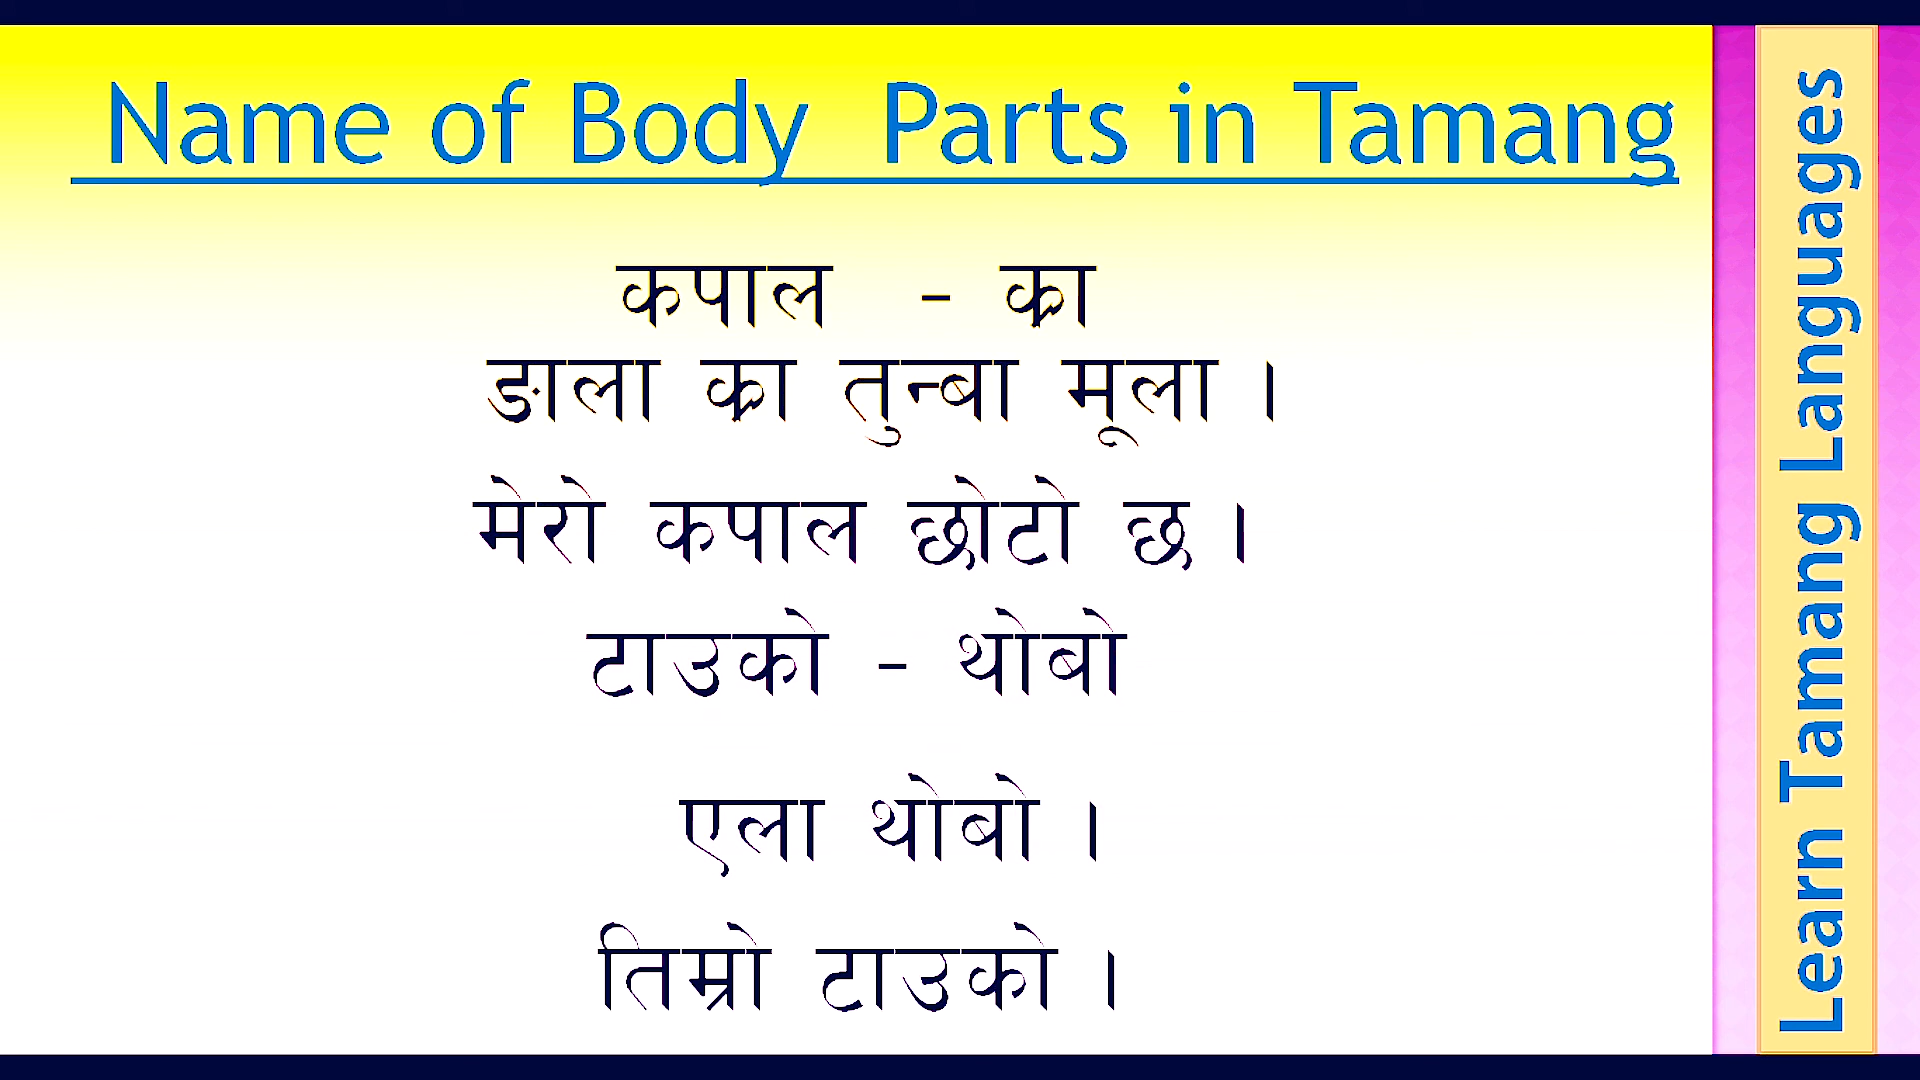 Name of Body Parts in Tamang
कपाल - क्रा
ङाला क्रा तुन्बा मूला ।
मेरो कपाल छोटो छ ।
टाउको - थोबो
एला थोबो ।
तिम्रो टाउको ।
Learn Tamang Languages